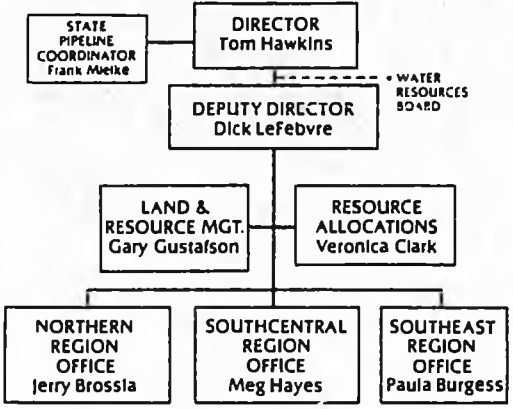 STATE
PIPELINE
COORDINATOR
Frank Mielke
DIRECTOR
Tom Hawkins
• WATER
RESOURCES
BOARD
DEPUTY DIRECTOR
Dick LeFebvre
LAND &
RESOURCE MGT.
Gary Gustafson
RESOURCE
ALLOCATIONS
Veronica Clark
NORTHERN
REGION
OFFICE
Jerry Brossia
SOUTHCENTRAL
REGION
OFFICE
Meg Hayes
SOUTHEAST
REGION
OFFICE
Paula Burgess